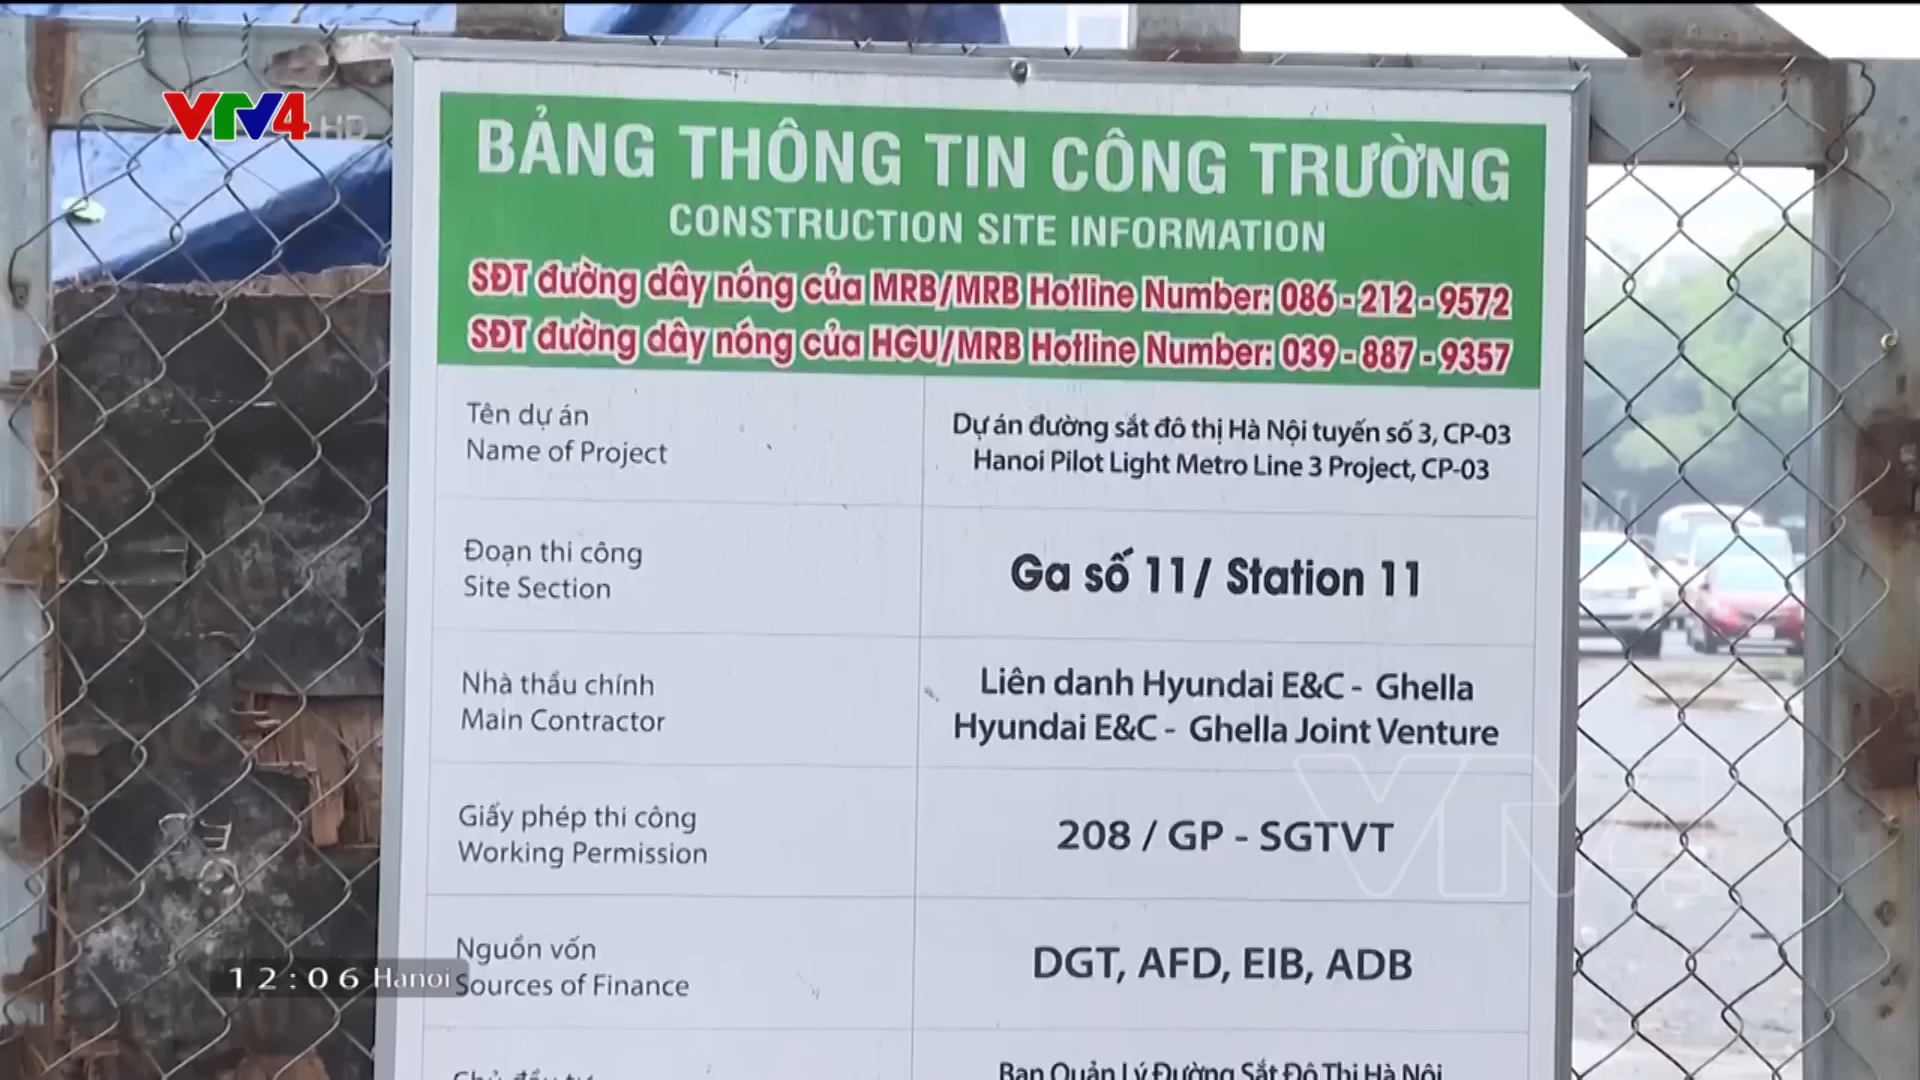 VTV4 HD
BẢNG THÔNG TIN CÔNG TRƯỜNG
CONSTRUCTION SITE INFORMATION
SĐT đường dây nóng của MRB/MRB Hotline Number: 086 - 212 - 9572
SĐT đường dây nóng của HGU/MRB Hotline Number: 039 - 887 - 9357
Tên dự án
Name of Project
Dự án đường sắt đô thị Hà Nội tuyến số 3, CP-03
Hanoi Pilot Light Metro Line 3 Project, CP-03
Đoạn thi công
Site Section
Ga số 11/ Station 11
Nhà thầu chính
Main Contractor
Liên danh Hyundai E&C - Ghella
Hyundai E&C - Ghella Joint Venture
Giấy phép thi công
Working Permission
208 / GP - SGTVT
VTV4
Nguồn vốn
Sources of Finance
DGT, AFD, EIB, ADB
12:06 Hanoi
Chủ đầu tư
Ban Quản Lý Đường Sắt Đô Thị Hà Nội